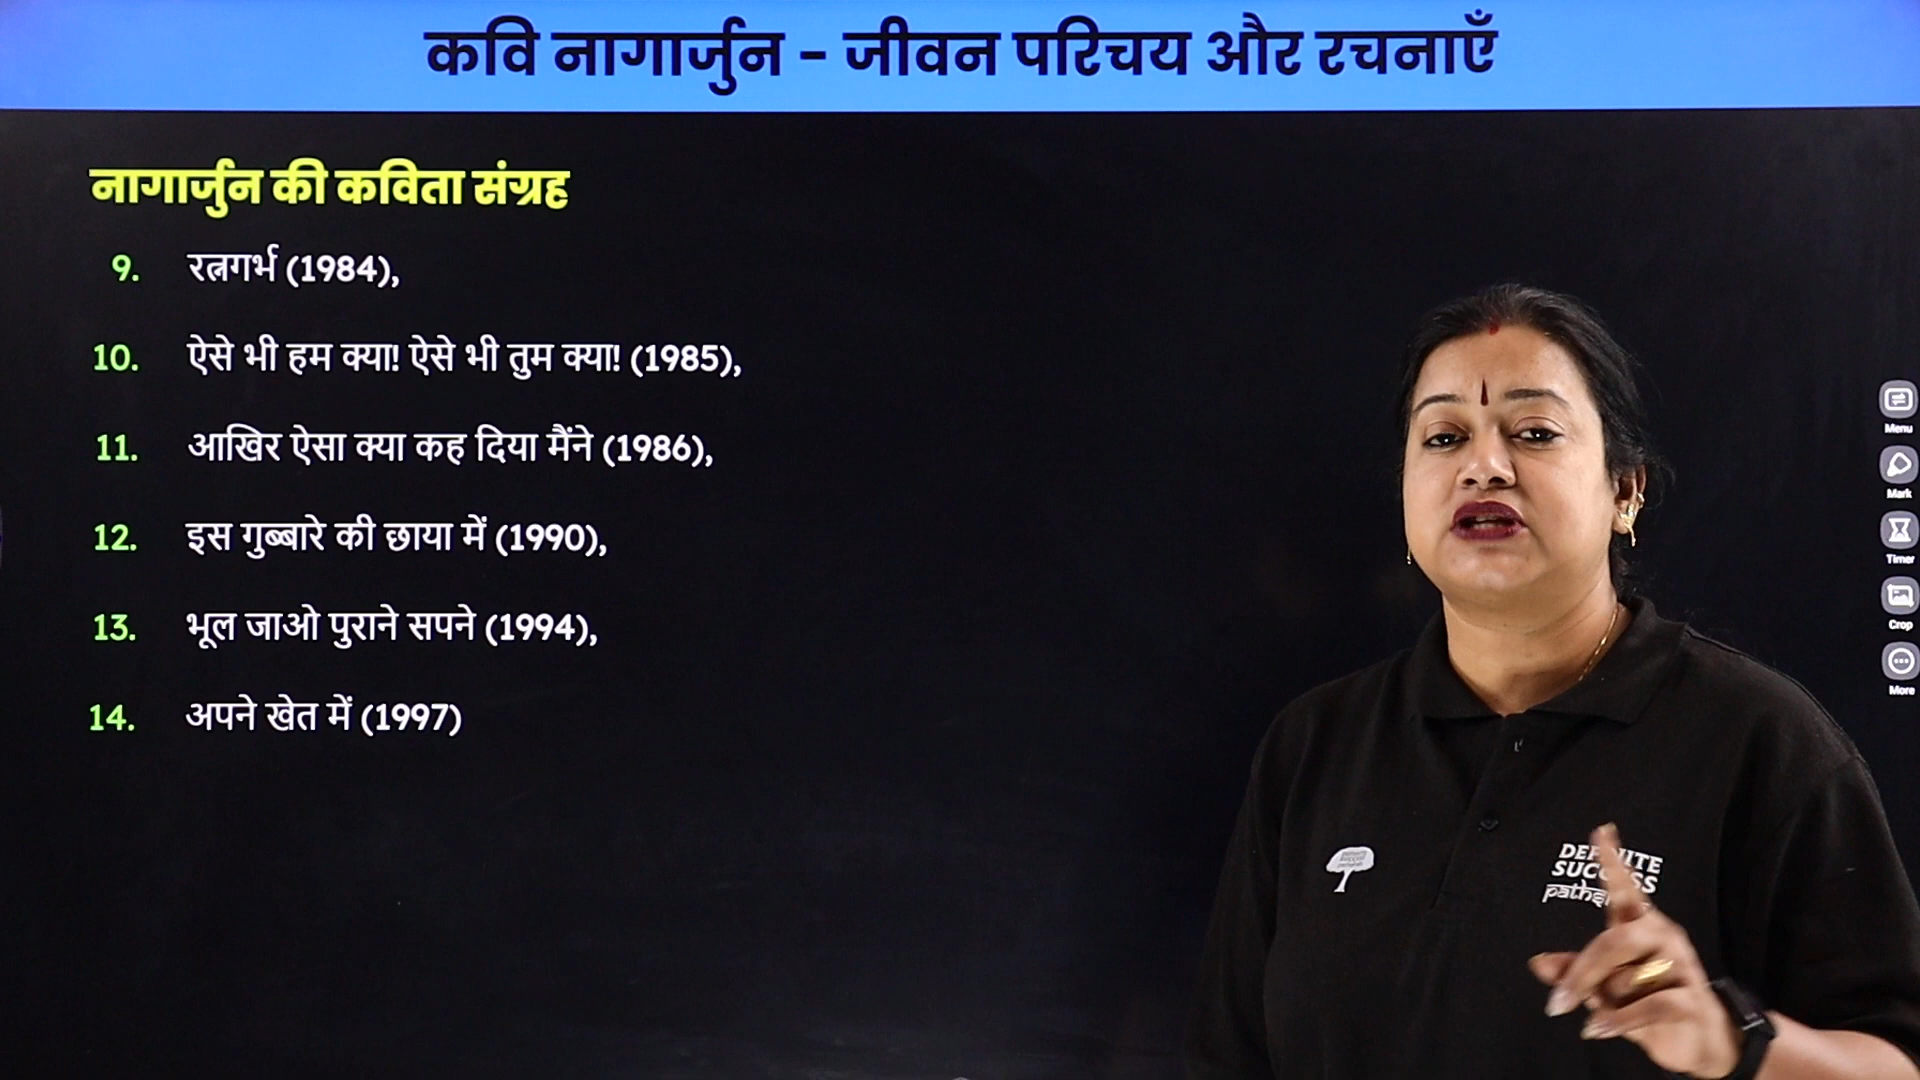 कवि नागार्जुन - जीवन परिचय और रचनाएँ
नागार्जुन की कविता संग्रह
9. रत्नगर्भ (1984),
10. ऐसे भी हम क्या! ऐसे भी तुम क्या! (1985),
11. आखिर ऐसा क्या कह दिया मैंने (1986),
12. इस गुब्बारे की छाया में (1990),
13. भूल जाओ पुराने सपने (1994),
14. अपने खेत में (1997)
Menu
Mark
Timer
Crop
More